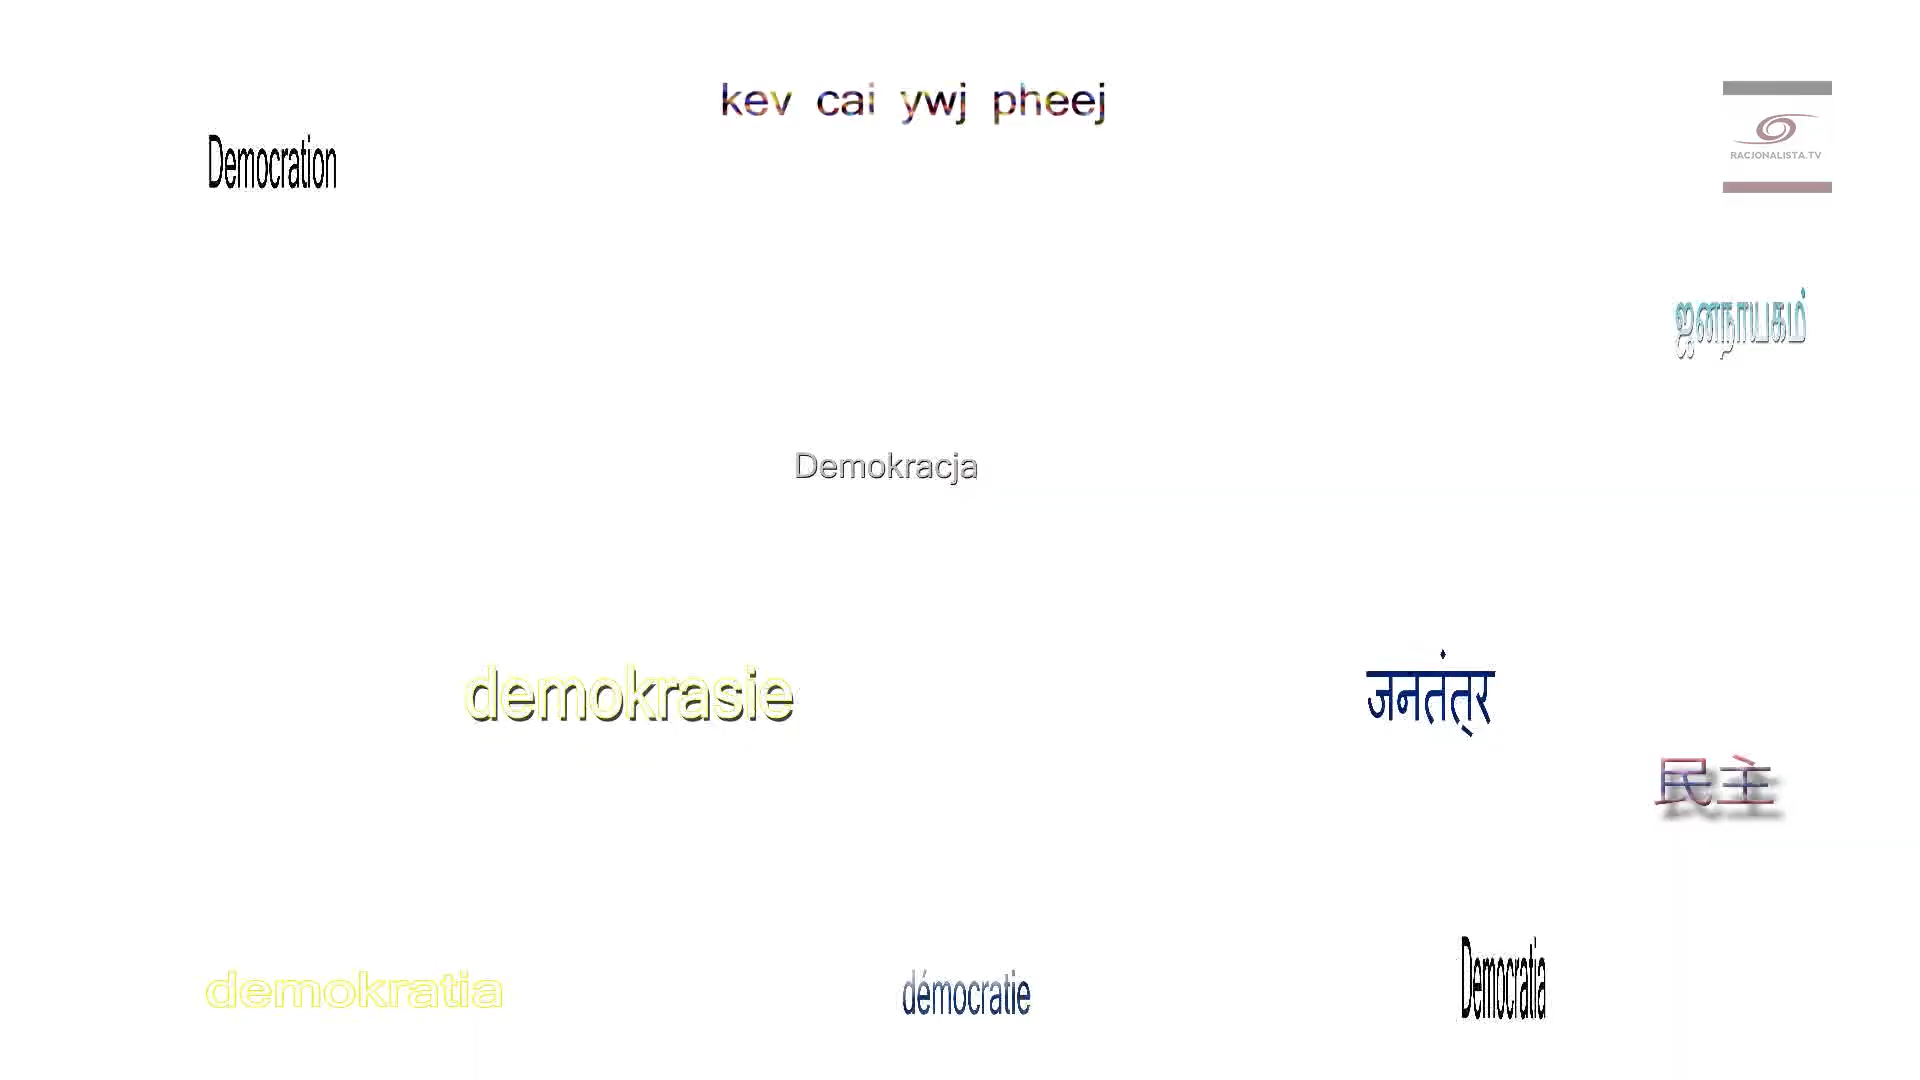 kev cai ywj pheej
Democration
RACJONALISTA.TV
ஜனநாயகம்
Demokracja
demokrasie
जनतंत्र
民主
demokratia
démocratie
Democratia